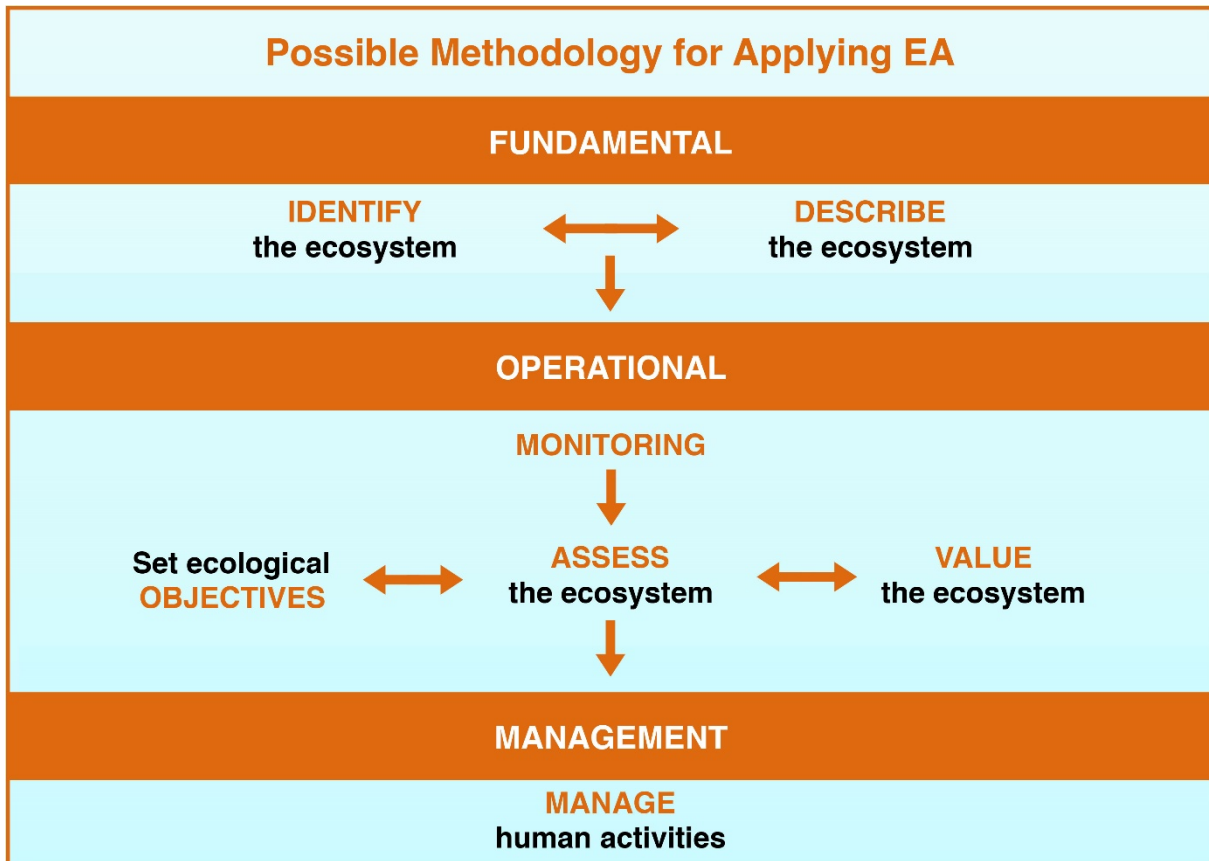 Possible Methodology for Applying EA
FUNDAMENTAL
IDENTIFY
the ecosystem
DESCRIBE
the ecosystem
OPERATIONAL
MONITORING
Set ecological
OBJECTIVES
ASSESS
the ecosystem
VALUE
the ecosystem
MANAGEMENT
MANAGE
human activities